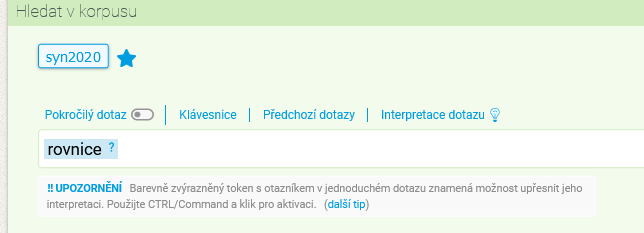 Hledat v korpusu
syn2020
Pokročilý dotaz | Klávesnice | Předchozí dotazy | Interpretace dotazu
rovnice ?
!! UPOZORNĚNÍ Barevně zvýrazněný token s otazníkem v jednoduchém dotazu znamená možnost upřesnit jeho
interpretaci. Použijte CTRL/Command a klik pro aktivaci. (další tip)